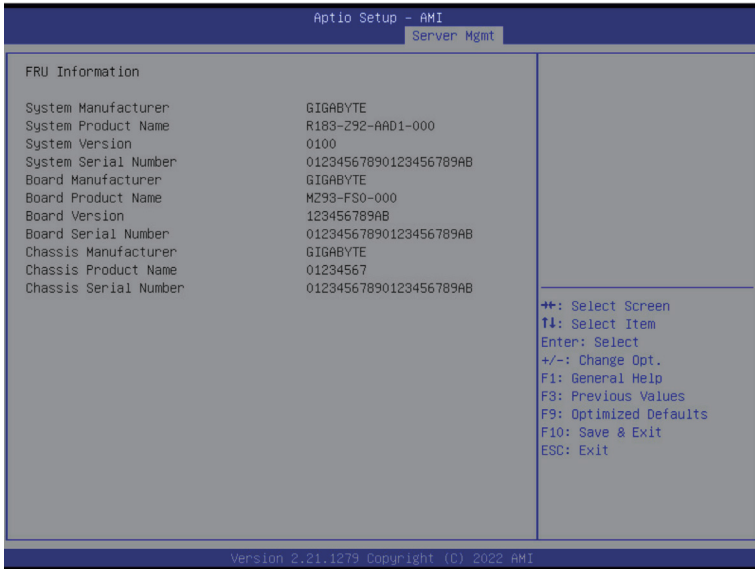 Aptio Setup – AMI
Server Mgmt
FRU Information
System Manufacturer GIGABYTE
System Product Name R183-Z92-AAD1-000
System Version 0100
System Serial Number 01234567890123456789AB
Board Manufacturer GIGABYTE
Board Product Name MZ93-FS0-000
Board Version 123456789AB
Board Serial Number 01234567890123456789AB
Chassis Manufacturer GIGABYTE
Chassis Product Name 01234567
Chassis Serial Number 01234567890123456789AB
→←: Select Screen
↑↓: Select Item
Enter: Select
+/-: Change Opt.
F1: General Help
F3: Previous Values
F9: Optimized Defaults
F10: Save & Exit
ESC: Exit
Version 2.21.1279 Copyright (C) 2022 AMI